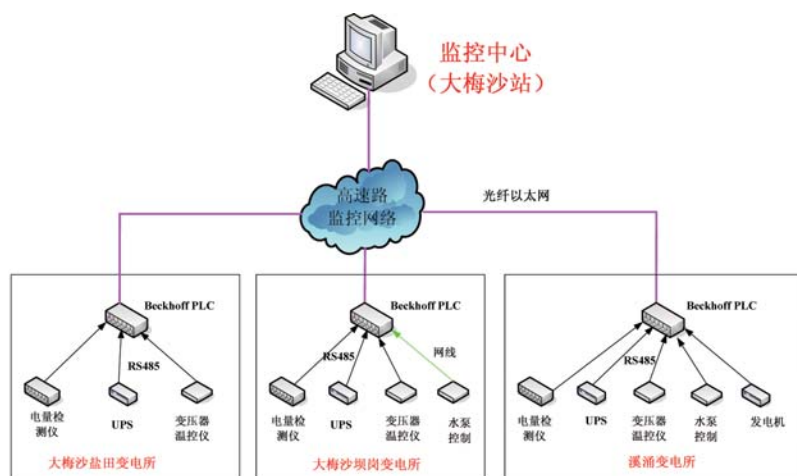 监控中心
（大梅沙站）
高速路
监控网络
光纤以太网
Beckhoff PLC
RS485
电量检
测仪
UPS
变压器
温控仪
大梅沙盐田变电所
Beckhoff PLC
RS485
网线
电量检
测仪
UPS
变压器
温控仪
水泵
控制
大梅沙坝岗变电所
Beckhoff PLC
RS485
电量检
测仪
UPS
变压器
温控仪
水泵
控制
发电机
溪涌变电所